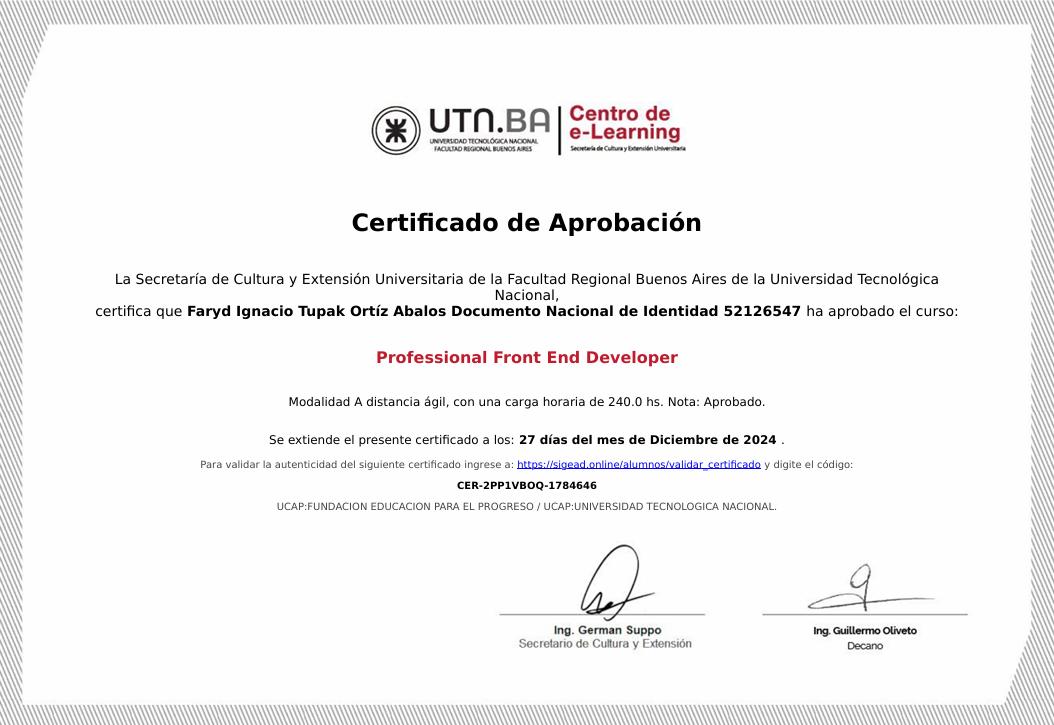 UTN.BA
UNIVERSIDAD TECNOLÓGICA NACIONAL
FACULTAD REGIONAL BUENOS AIRES
Centro de
e-Learning
Secretaría de Cultura y Extensión Universitaria
Certificado de Aprobación
La Secretaría de Cultura y Extensión Universitaria de la Facultad Regional Buenos Aires de la Universidad Tecnológica
Nacional,
certifica que Faryd Ignacio Tupak Ortíz Abalos Documento Nacional de Identidad 52126547 ha aprobado el curso:
Professional Front End Developer
Modalidad A distancia ágil, con una carga horaria de 240.0 hs. Nota: Aprobado.
Se extiende el presente certificado a los: 27 días del mes de Diciembre de 2024 .
Para validar la autenticidad del siguiente certificado ingrese a: https://sigead.online/alumnos/validar_certificado y digite el código:
CER-2PP1VBOQ-1784646
UCAP:FUNDACION EDUCACION PARA EL PROGRESO / UCAP:UNIVERSIDAD TECNOLOGICA NACIONAL.
Ing. German Suppo
Secretario de Cultura y Extensión
Ing. Guillermo Oliveto
Decano